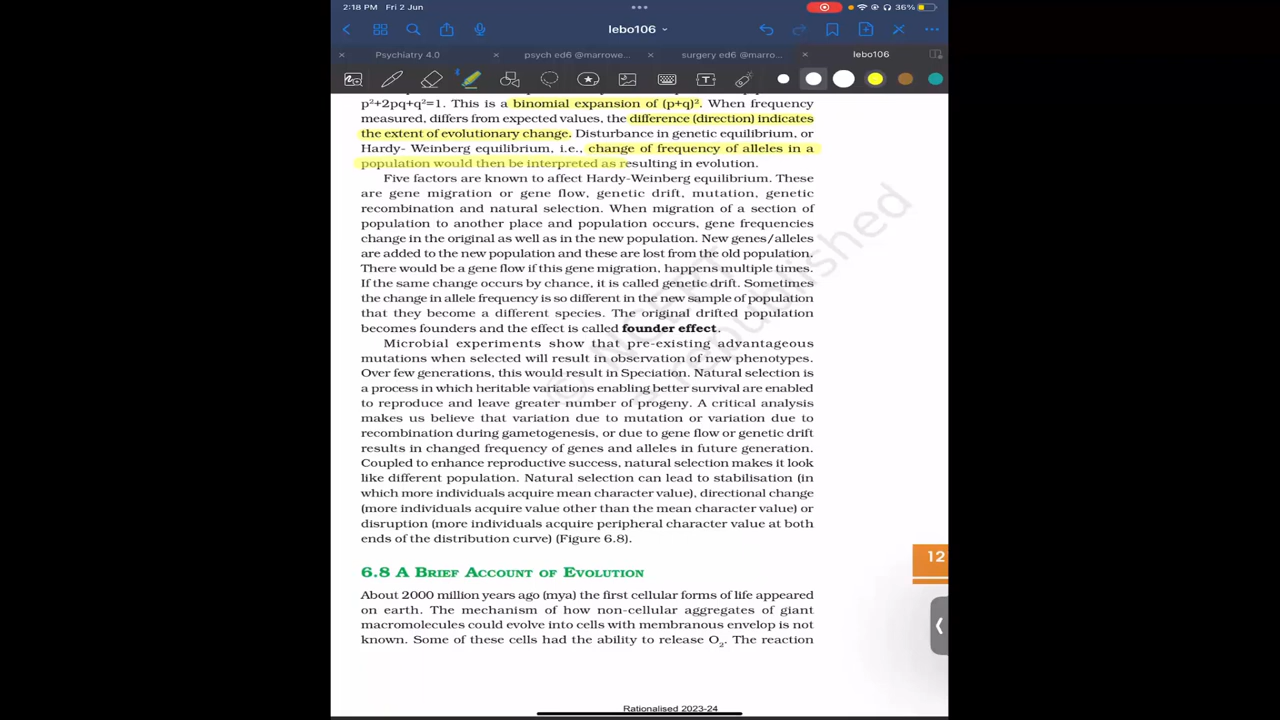 2:18 PM Fri 2 Jun
36%
lebo106
Psychiatry 4.0
psych ed6 @marrowe...
surgery ed6 @marro...
lebo106
p²+2pq+q²=1. This is a binomial expansion of (p+q)². When frequency
measured, differs from expected values, the difference (direction) indicates
the extent of evolutionary change. Disturbance in genetic equilibrium, or
Hardy- Weinberg equilibrium, i.e., change of frequency of alleles in a
population would then be interpreted as resulting in evolution.
Five factors are known to affect Hardy-Weinberg equilibrium. These
are gene migration or gene flow, genetic drift, mutation, genetic
recombination and natural selection. When migration of a section of
population to another place and population occurs, gene frequencies
change in the original as well as in the new population. New genes/alleles
are added to the new population and these are lost from the old population.
There would be a gene flow if this gene migration, happens multiple times.
If the same change occurs by chance, it is called genetic drift. Sometimes
the change in allele frequency is so different in the new sample of population
that they become a different species. The original drifted population
becomes founders and the effect is called founder effect.
Microbial experiments show that pre-existing advantageous
mutations when selected will result in observation of new phenotypes.
Over few generations, this would result in Speciation. Natural selection is
a process in which heritable variations enabling better survival are enabled
to reproduce and leave greater number of progeny. A critical analysis
makes us believe that variation due to mutation or variation due to
recombination during gametogenesis, or due to gene flow or genetic drift
results in changed frequency of genes and alleles in future generation.
Coupled to enhance reproductive success, natural selection makes it look
like different population. Natural selection can lead to stabilisation (in
which more individuals acquire mean character value), directional change
(more individuals acquire value other than the mean character value) or
disruption (more individuals acquire peripheral character value at both
ends of the distribution curve) (Figure 6.8).
12
6.8 A BRIEF ACCOUNT OF EVOLUTION
About 2000 million years ago (mya) the first cellular forms of life appeared
on earth. The mechanism of how non-cellular aggregates of giant
macromolecules could evolve into cells with membranous envelop is not
known. Some of these cells had the ability to release O₂. The reaction
Rationalised 2023-24
© NCERT
republished